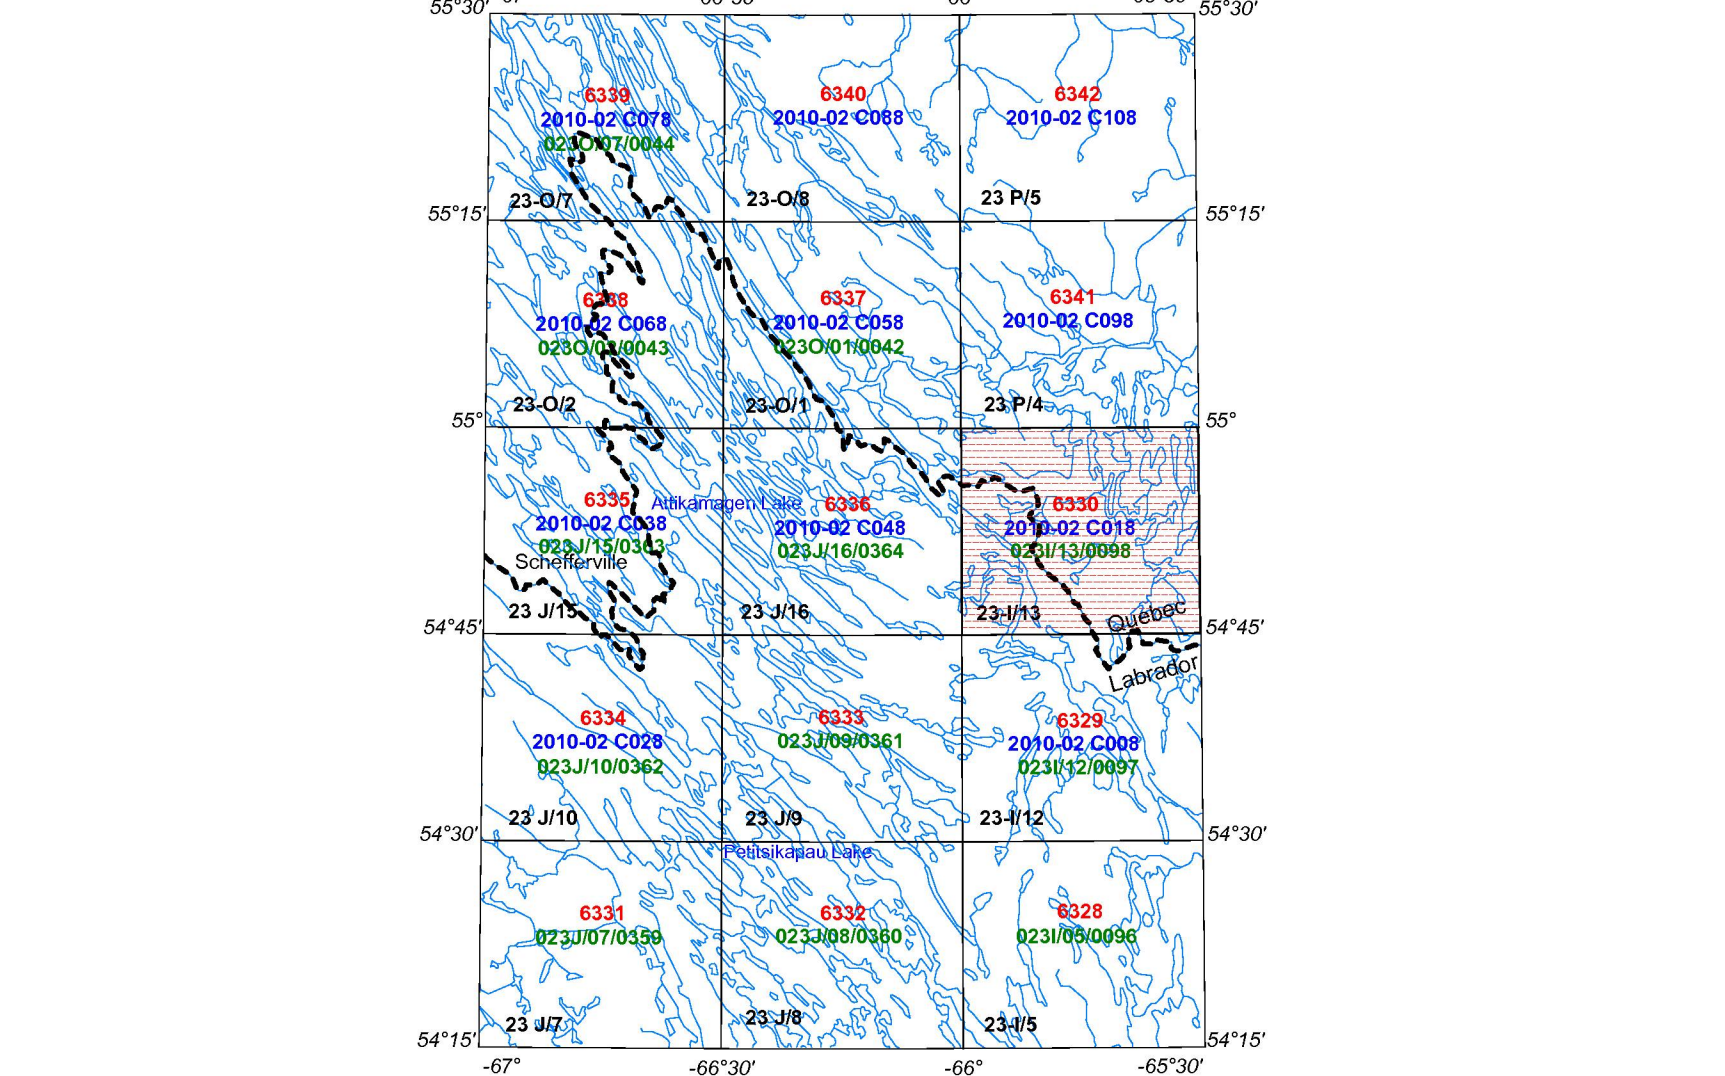 55°30'
55°30'
6339
6340
6342
2010-02 C078
2010-02 C088
2010-02 C108
023O/07/0044
23-O/7
23-O/8
23 P/5
55°15'
55°15'
6338
6337
6341
2010-02 C068
2010-02 C058
2010-02 C098
023O/02/0043
023O/01/0042
23-O/2
23-O/1
23 P/4
55°
55°
6335
Attikamagen Lake
6336
6330
2010-02 C038
2010-02 C048
2010-02 C018
023J/15/0363
023J/16/0364
023I/13/0098
Schefferville
23 J/15
23 J/16
23-I/13
Quebec
54°45'
54°45'
Labrador
6334
6333
6329
2010-02 C028
023J/09/0361
2010-02 C008
023J/10/0362
023I/12/0097
23 J/10
23 J/9
23-I/12
54°30'
54°30'
Petitsikapau Lake
6331
6332
6328
023J/07/0359
023J/08/0360
023I/05/0096
23 J/7
23 J/8
23-I/5
54°15'
54°15'
-67°
-66°30'
-66°
-65°30'